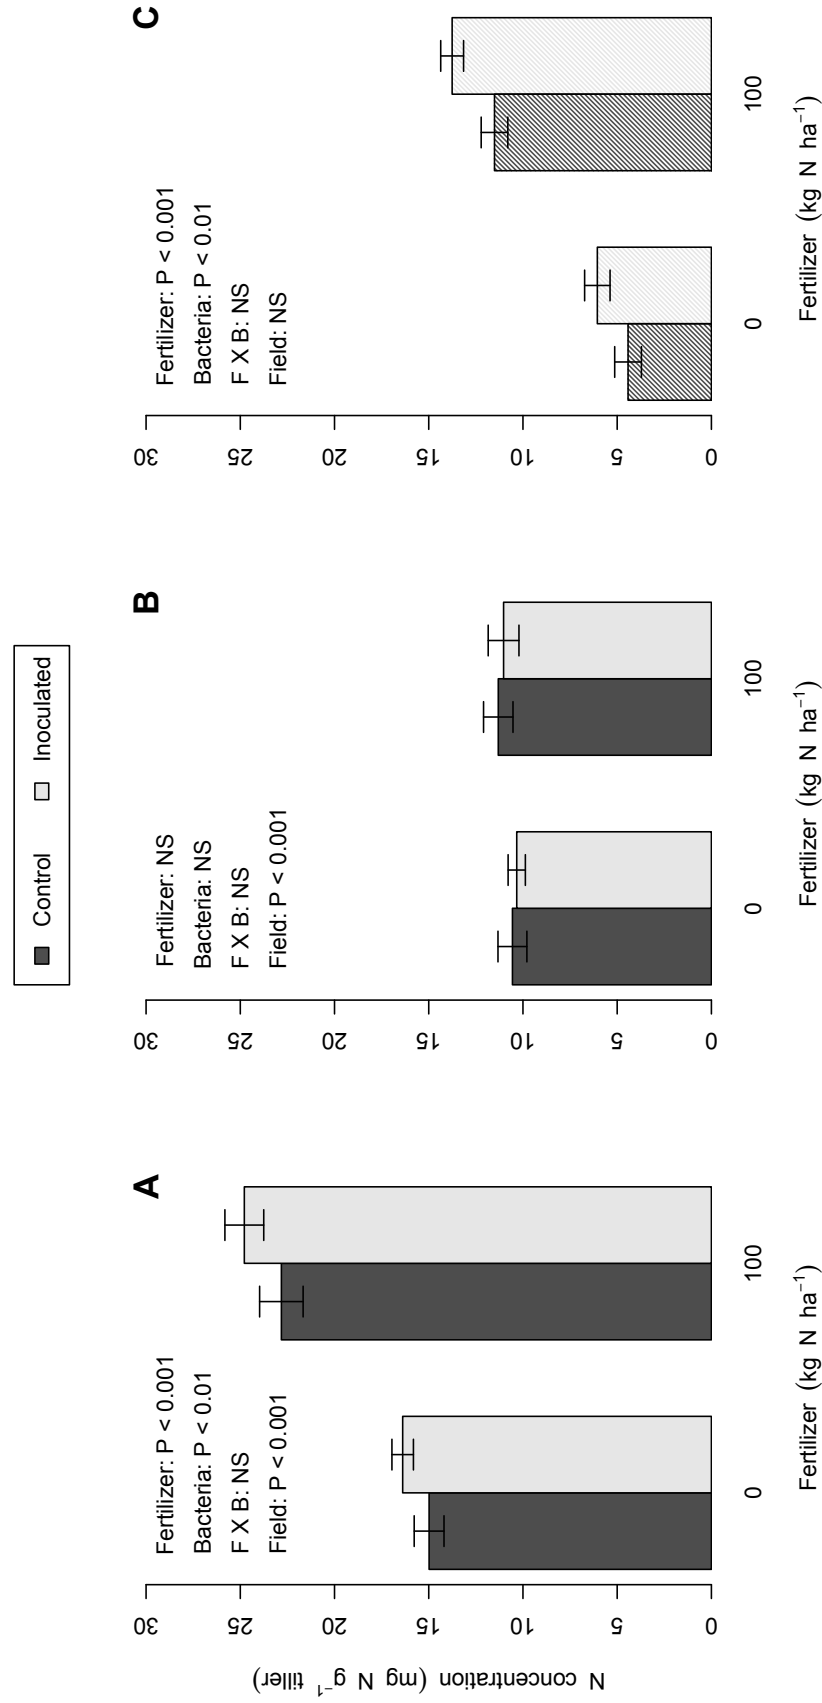 Control
Inoculated
A
Fertilizer: P < 0.001
Bacteria: P < 0.01
F X B: NS
Field: P < 0.001
N concentration (mg N g⁻¹ tiller)
30
25
20
15
10
5
0
0
100
Fertilizer (kg N ha⁻¹)
B
Fertilizer: NS
Bacteria: NS
F X B: NS
Field: P < 0.001
30
25
20
15
10
5
0
0
100
Fertilizer (kg N ha⁻¹)
C
Fertilizer: P < 0.001
Bacteria: P < 0.01
F X B: NS
Field: NS
30
25
20
15
10
5
0
0
100
Fertilizer (kg N ha⁻¹)